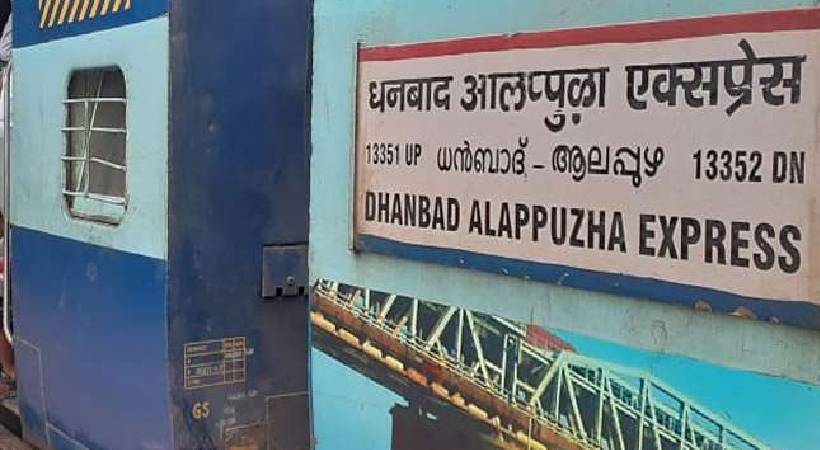 धनबाद आलप्पुऴा एक्सप्रेस
13351 UP ധൻബാദ് - ആലപ്പുഴ 13352 DN
DHANBAD ALAPPUZHA EXPRESS
GS